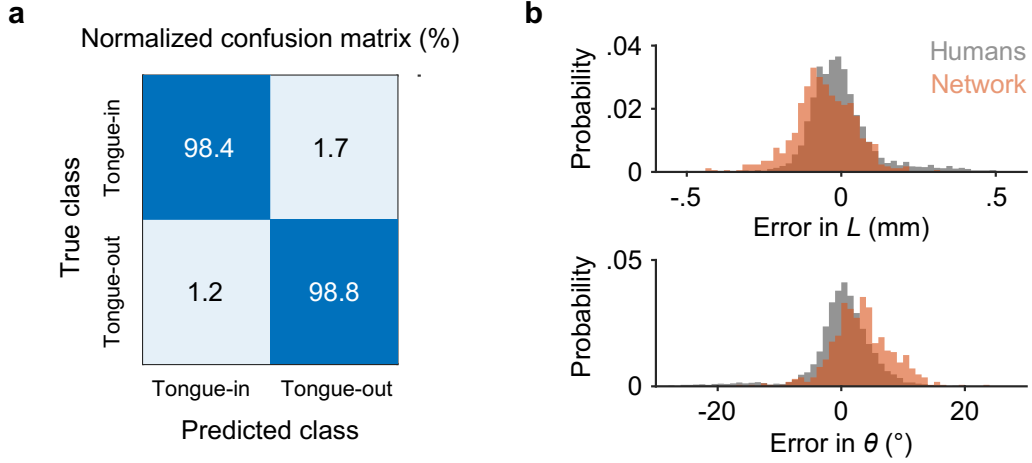 a
Normalized confusion matrix (%)
True class
Tongue-in
98.4
1.7
Tongue-out
1.2
98.8
Tongue-in
Tongue-out
Predicted class
b
Probability
.04
.02
0
Humans
Network
-.5
0
.5
Error in L (mm)
Probability
.05
0
-20
0
20
Error in θ (°)